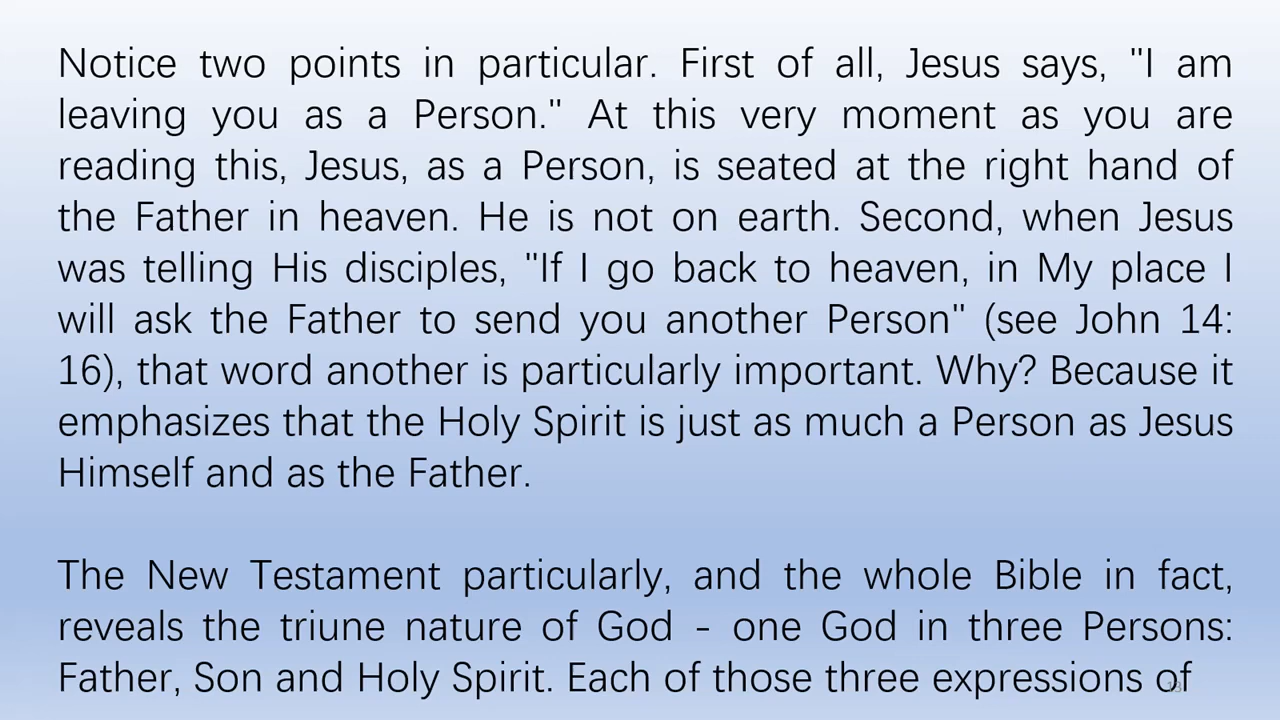 Notice two points in particular. First of all, Jesus says, "I am
leaving you as a Person." At this very moment as you are
reading this, Jesus, as a Person, is seated at the right hand of
the Father in heaven. He is not on earth. Second, when Jesus
was telling His disciples, "If I go back to heaven, in My place I
will ask the Father to send you another Person" (see John 14:
16), that word another is particularly important. Why? Because it
emphasizes that the Holy Spirit is just as much a Person as Jesus
Himself and as the Father.
The New Testament particularly, and the whole Bible in fact,
reveals the triune nature of God - one God in three Persons:
Father, Son and Holy Spirit. Each of those three expressions of